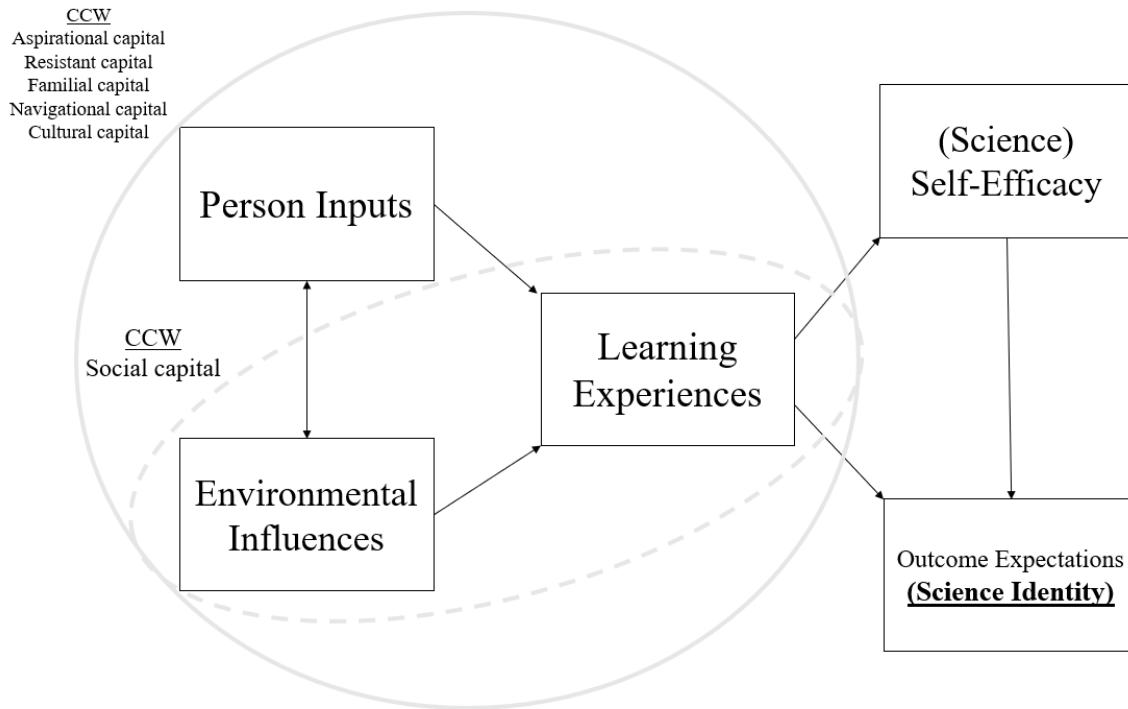 CCW
Aspirational capital
Resistant capital
Familial capital
Navigational capital
Cultural capital
Person Inputs
CCW
Social capital
Environmental
Influences
Learning
Experiences
(Science)
Self-Efficacy
Outcome Expectations
(Science Identity)